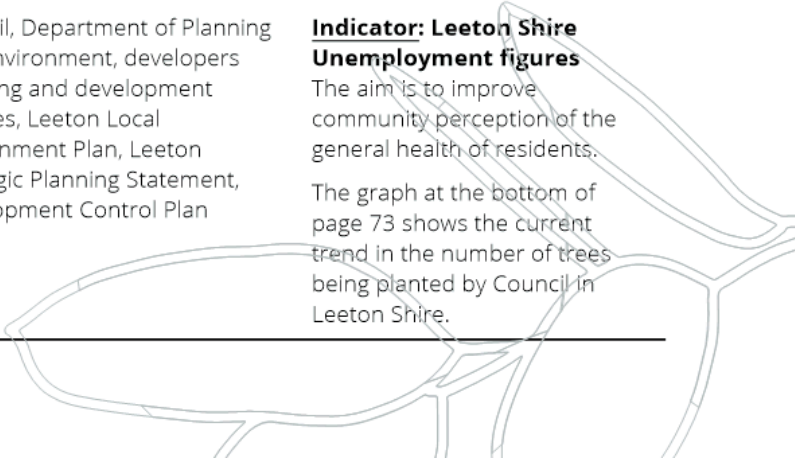 il, Department of Planning
nvironment, developers
ng and development
es, Leeton Local
nment Plan, Leeton
gic Planning Statement,
opment Control Plan
Indicator: Leeton Shire
Unemployment figures
The aim is to improve
community perception of the
general health of residents.
The graph at the bottom of
page 73 shows the current
trend in the number of trees
being planted by Council in
Leeton Shire.